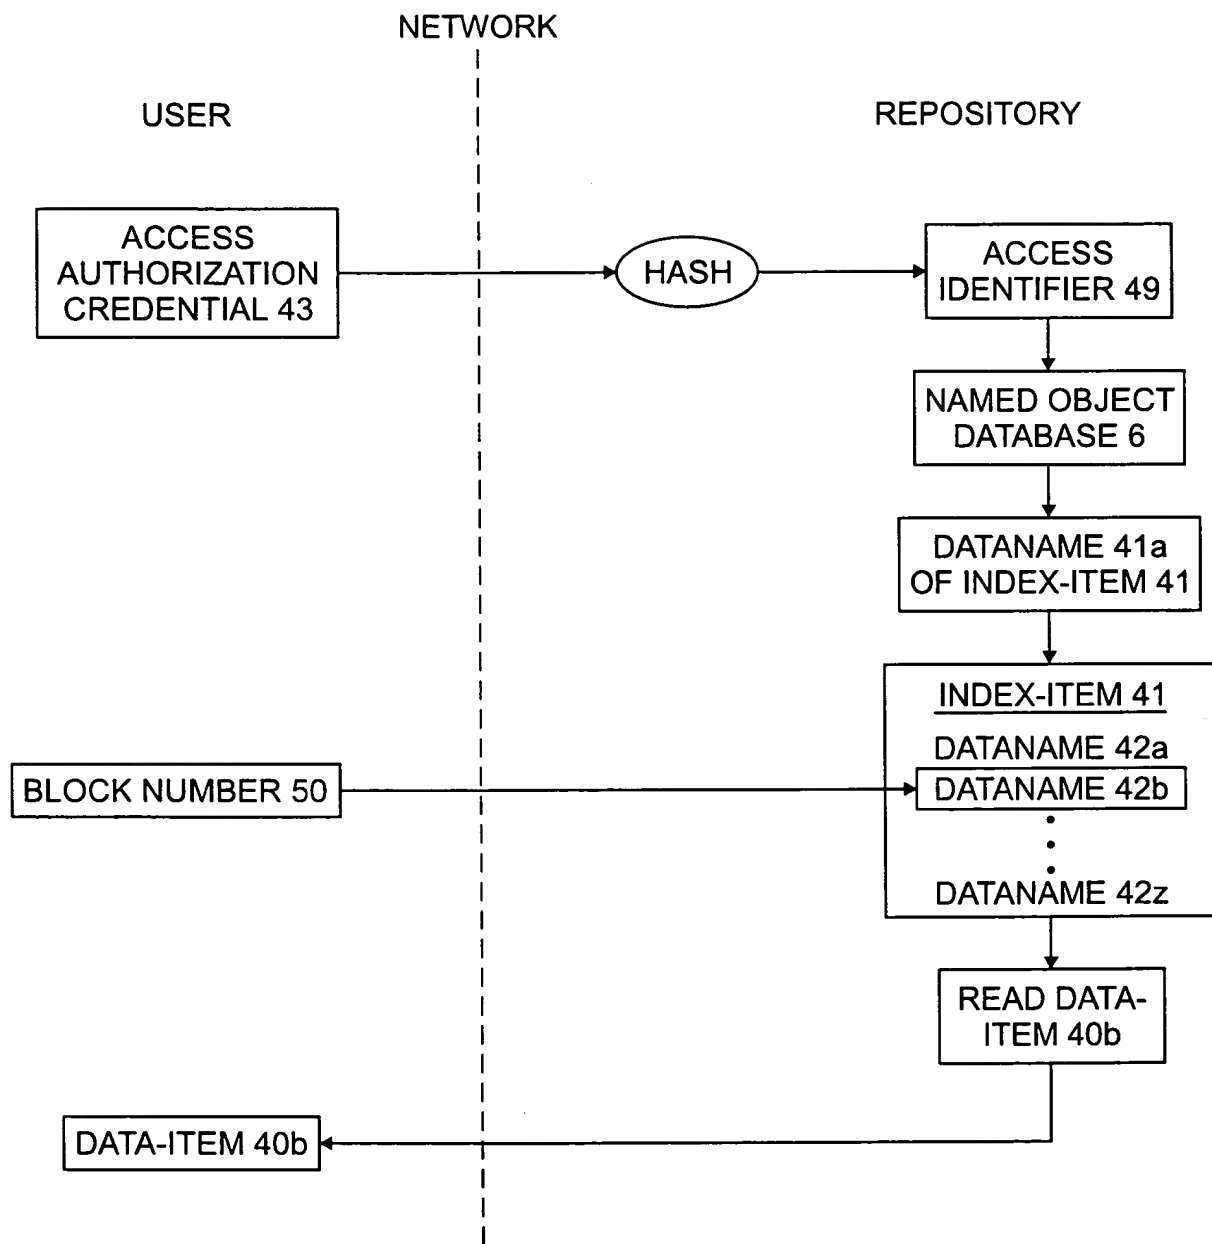 NETWORK
USER
REPOSITORY
ACCESS
AUTHORIZATION
CREDENTIAL 43
HASH
ACCESS
IDENTIFIER 49
NAMED OBJECT
DATABASE 6
DATANAME 41a
OF INDEX-ITEM 41
INDEX-ITEM 41
DATANAME 42a
BLOCK NUMBER 50
DATANAME 42b
DATANAME 42z
READ DATA-
ITEM 40b
DATA-ITEM 40b